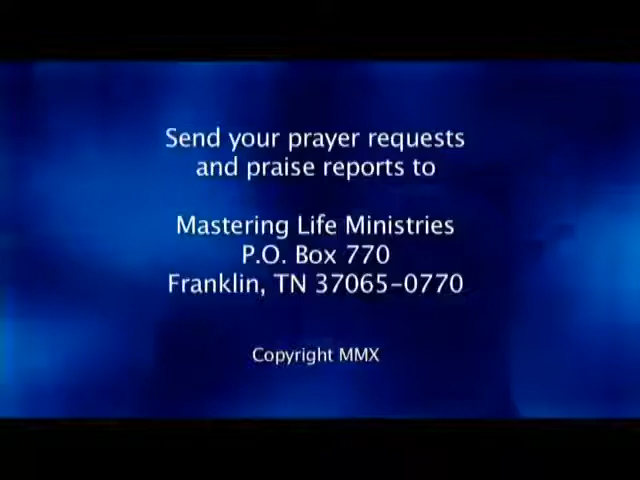 Send your prayer requests
and praise reports to
Mastering Life Ministries
P.O. Box 770
Franklin, TN 37065-0770
Copyright MMX